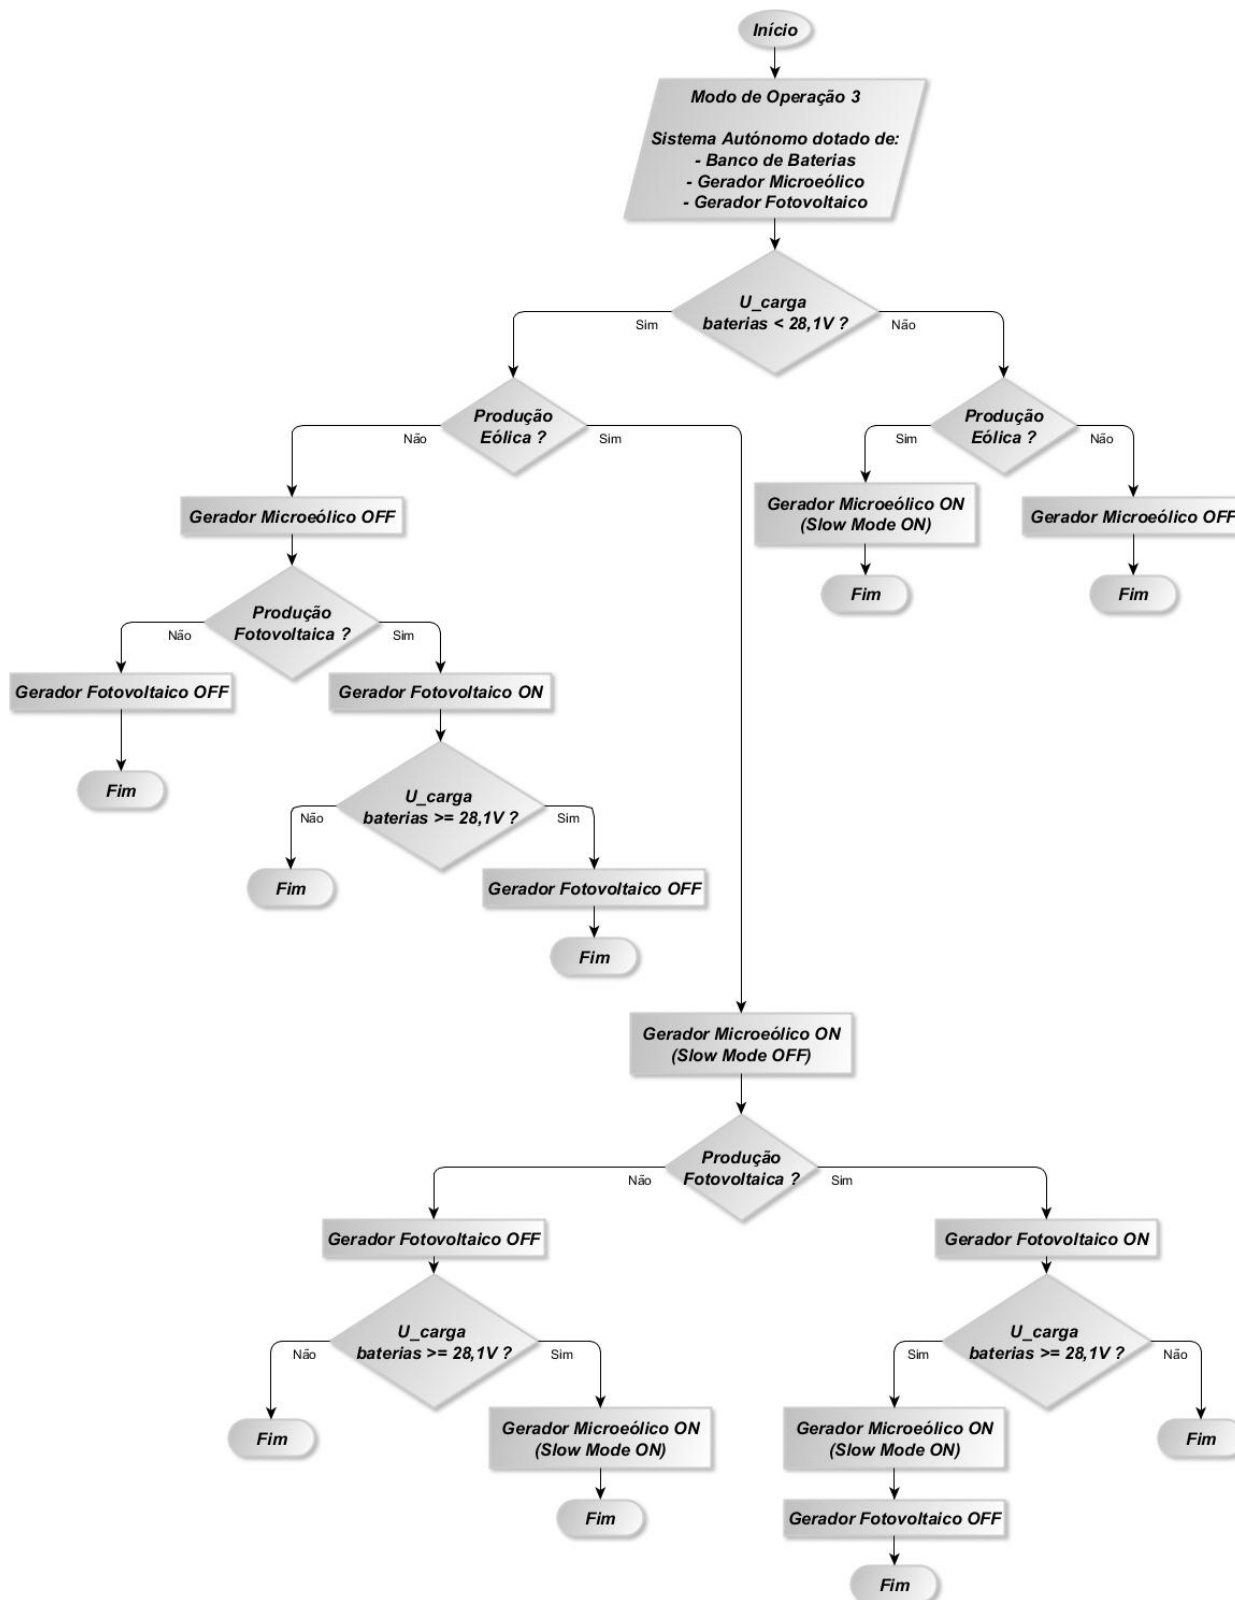 Início
Modo de Operação 3
Sistema Autónomo dotado de:
- Banco de Baterias
- Gerador Microeólico
- Gerador Fotovoltaico
U_carga
baterias < 28,1V ?
Sim
Não
Produção
Eólica ?
Não
Sim
Produção
Eólica ?
Sim
Não
Gerador Microeólico OFF
Gerador Microeólico ON
(Slow Mode ON)
Gerador Microeólico OFF
Fim
Fim
Produção
Fotovoltaica ?
Não
Sim
Gerador Fotovoltaico OFF
Gerador Fotovoltaico ON
Fim
U_carga
baterias >= 28,1V ?
Não
Sim
Fim
Gerador Fotovoltaico OFF
Fim
Gerador Microeólico ON
(Slow Mode OFF)
Produção
Fotovoltaica ?
Não
Sim
Gerador Fotovoltaico OFF
Gerador Fotovoltaico ON
U_carga
baterias >= 28,1V ?
Não
Sim
U_carga
baterias >= 28,1V ?
Sim
Não
Fim
Gerador Microeólico ON
(Slow Mode ON)
Gerador Microeólico ON
(Slow Mode ON)
Fim
Fim
Gerador Fotovoltaico OFF
Fim